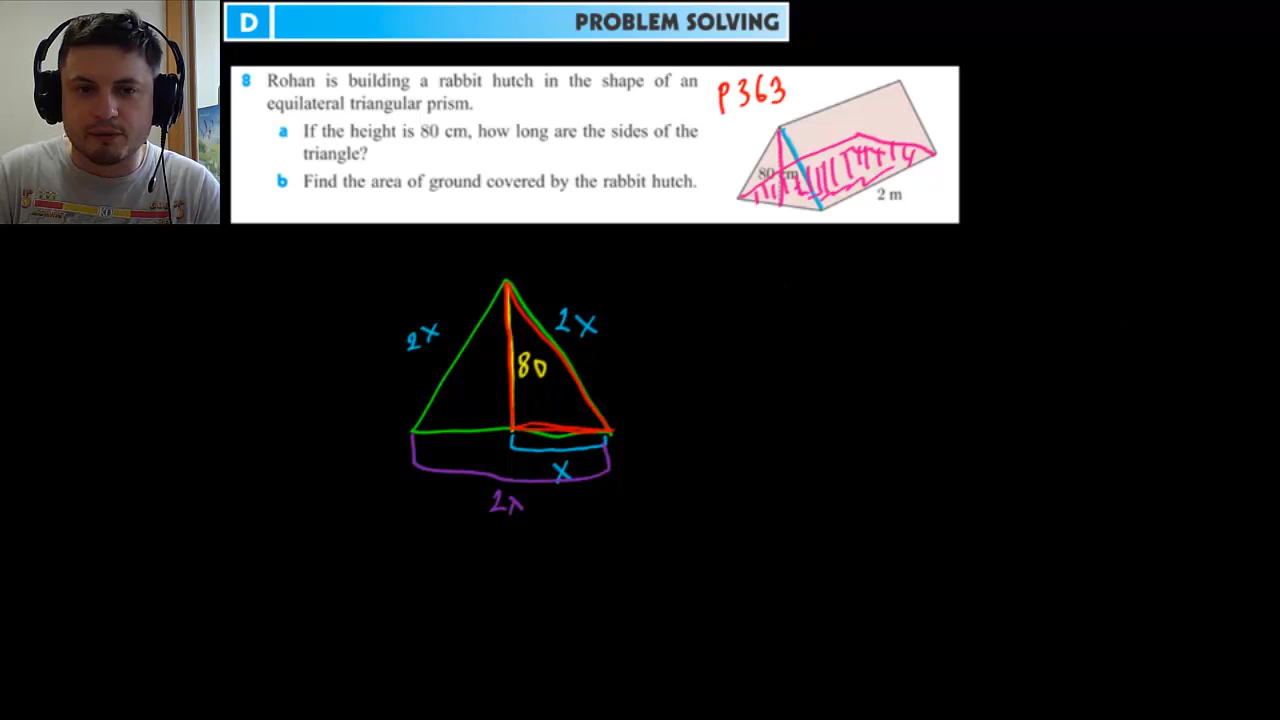 D PROBLEM SOLVING
8 Rohan is building a rabbit hutch in the shape of an
equilateral triangular prism.
a If the height is 80 cm, how long are the sides of the
triangle?
b Find the area of ground covered by the rabbit hutch.
P363
80 cm
2 m
2x
2x
80
x
2x